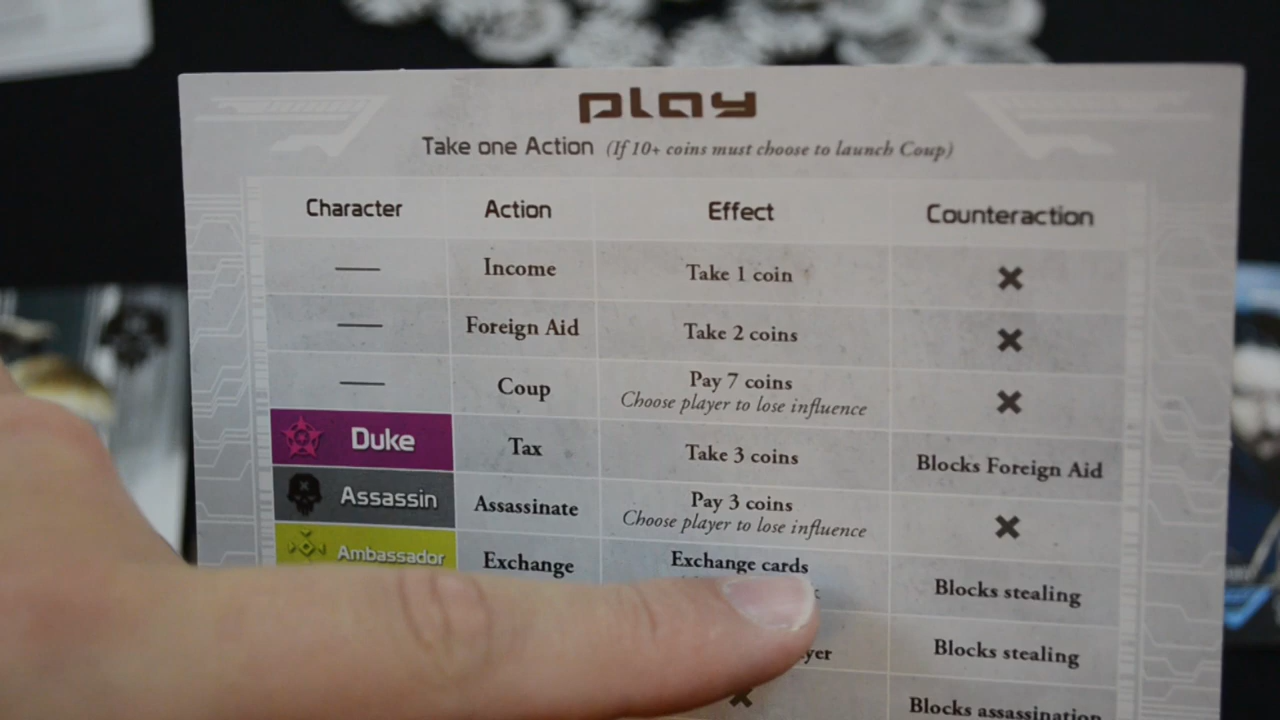 play
Take one Action (If 10+ coins must choose to launch Coup)
Character Action Effect Counteraction
— Income Take 1 coin ✖
— Foreign Aid Take 2 coins ✖
— Coup Pay 7 coins ✖
Choose player to lose influence
Duke Tax Take 3 coins Blocks Foreign Aid
Assassin Assassinate Pay 3 coins ✖
Choose player to lose influence
Ambassador Exchange Exchange cards Blocks stealing
Blocks stealing
✖ Blocks assassination